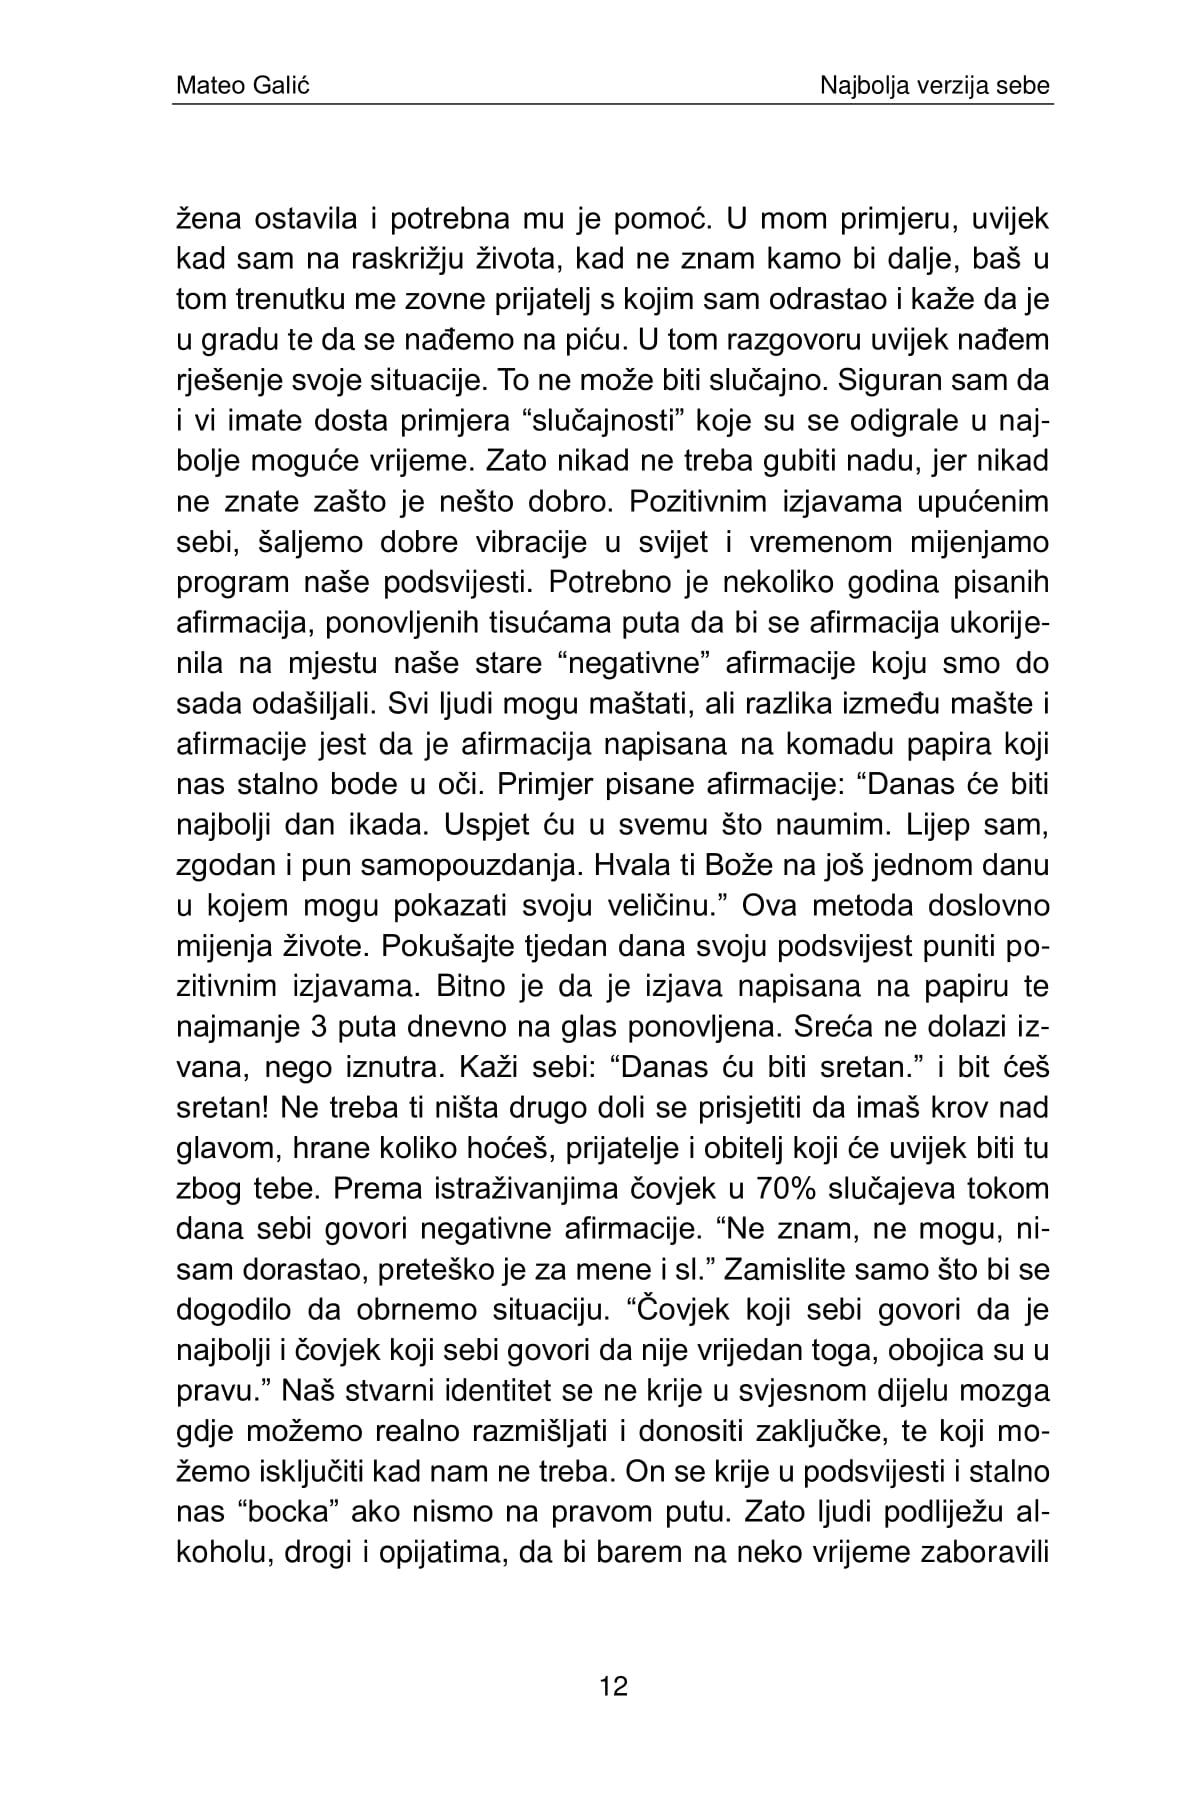 Mateo Galić Najbolja verzija sebe
žena ostavila i potrebna mu je pomoć. U mom primjeru, uvijek
kad sam na raskrižju života, kad ne znam kamo bi dalje, baš u
tom trenutku me zovne prijatelj s kojim sam odrastao i kaže da je
u gradu te da se nađemo na piću. U tom razgovoru uvijek nađem
rješenje svoje situacije. To ne može biti slučajno. Siguran sam da
i vi imate dosta primjera “slučajnosti” koje su se odigrale u naj-
bolje moguće vrijeme. Zato nikad ne treba gubiti nadu, jer nikad
ne znate zašto je nešto dobro. Pozitivnim izjavama upućenim
sebi, šaljemo dobre vibracije u svijet i vremenom mijenjamo
program naše podsvijesti. Potrebno je nekoliko godina pisanih
afirmacija, ponovljenih tisućama puta da bi se afirmacija ukorije-
nila na mjestu naše stare “negativne” afirmacije koju smo do
sada odašiljali. Svi ljudi mogu maštati, ali razlika između mašte i
afirmacije jest da je afirmacija napisana na komadu papira koji
nas stalno bode u oči. Primjer pisane afirmacije: “Danas će biti
najbolji dan ikada. Uspjet ću u svemu što naumim. Lijep sam,
zgodan i pun samopouzdanja. Hvala ti Bože na još jednom danu
u kojem mogu pokazati svoju veličinu.” Ova metoda doslovno
mijenja živote. Pokušajte tjedan dana svoju podsvijest puniti po-
zitivnim izjavama. Bitno je da je izjava napisana na papiru te
najmanje 3 puta dnevno na glas ponovljena. Sreća ne dolazi iz-
vana, nego iznutra. Kaži sebi: “Danas ću biti sretan.” i bit ćeš
sretan! Ne treba ti ništa drugo doli se prisjetiti da imaš krov nad
glavom, hrane koliko hoćeš, prijatelje i obitelj koji će uvijek biti tu
zbog tebe. Prema istraživanjima čovjek u 70% slučajeva tokom
dana sebi govori negativne afirmacije. “Ne znam, ne mogu, ni-
sam dorastao, preteško je za mene i sl.” Zamislite samo što bi se
dogodilo da obrnemo situaciju. “Čovjek koji sebi govori da je
najbolji i čovjek koji sebi govori da nije vrijedan toga, obojica su u
pravu.” Naš stvarni identitet se ne krije u svjesnom dijelu mozga
gdje možemo realno razmišljati i donositi zaključke, te koji mo-
žemo isključiti kad nam ne treba. On se krije u podsvijesti i stalno
nas “bocka” ako nismo na pravom putu. Zato ljudi podliježu al-
koholu, drogi i opijatima, da bi barem na neko vrijeme zaboravili
12